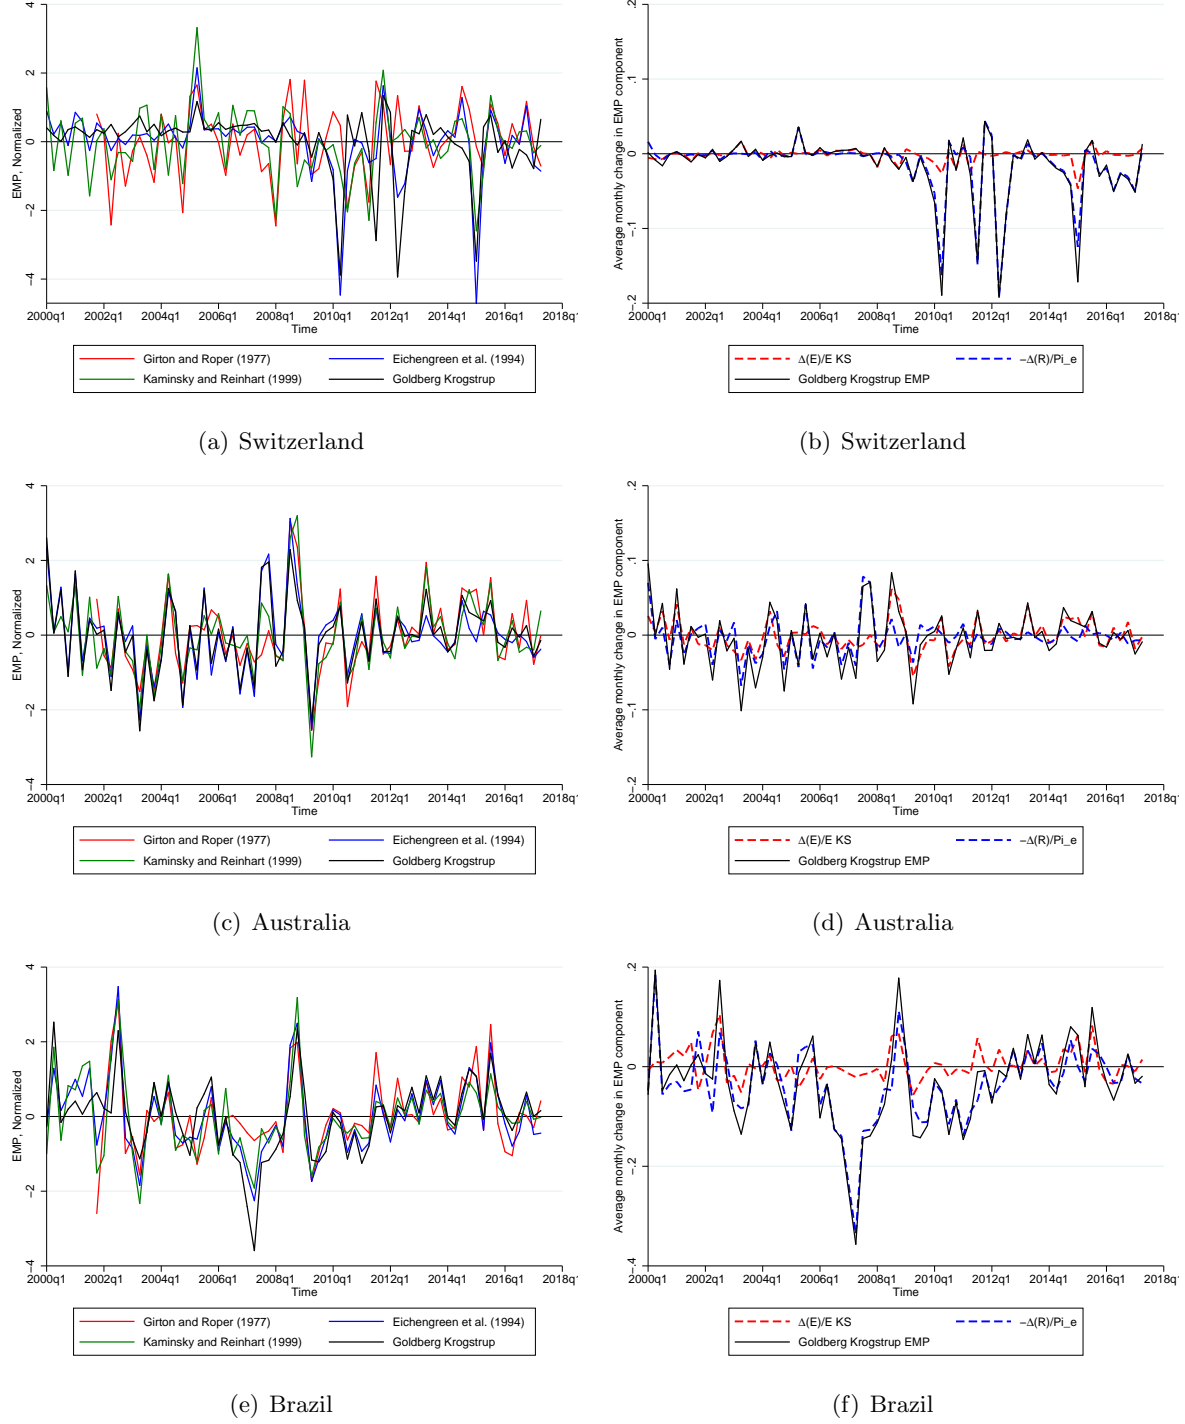 4
2
0
−2
−4
EMP, Normalized
2000q1 2002q1 2004q1 2006q1 2008q1 2010q1 2012q1 2014q1 2016q1 2018q1
Time
Girton and Roper (1977) Eichengreen et al. (1994)
Kaminsky and Reinhart (1999) Goldberg Krogstrup
(a) Switzerland
.2
.1
0
−.1
−.2
Average monthly change in EMP component
2000q1 2002q1 2004q1 2006q1 2008q1 2010q1 2012q1 2014q1 2016q1 2018q1
Time
Δ(E)/E KS −Δ(R)/Pi_e
Goldberg Krogstrup EMP
(b) Switzerland
4
2
0
−2
−4
EMP, Normalized
2000q1 2002q1 2004q1 2006q1 2008q1 2010q1 2012q1 2014q1 2016q1 2018q1
Time
Girton and Roper (1977) Eichengreen et al. (1994)
Kaminsky and Reinhart (1999) Goldberg Krogstrup
(c) Australia
.2
.1
0
−.1
−.2
Average monthly change in EMP component
2000q1 2002q1 2004q1 2006q1 2008q1 2010q1 2012q1 2014q1 2016q1 2018q1
Time
Δ(E)/E KS −Δ(R)/Pi_e
Goldberg Krogstrup EMP
(d) Australia
4
2
0
−2
−4
EMP, Normalized
2000q1 2002q1 2004q1 2006q1 2008q1 2010q1 2012q1 2014q1 2016q1 2018q1
Time
Girton and Roper (1977) Eichengreen et al. (1994)
Kaminsky and Reinhart (1999) Goldberg Krogstrup
(e) Brazil
.2
0
−.2
−.4
Average monthly change in EMP component
2000q1 2002q1 2004q1 2006q1 2008q1 2010q1 2012q1 2014q1 2016q1 2018q1
Time
Δ(E)/E KS −Δ(R)/Pi_e
Goldberg Krogstrup EMP
(f) Brazil